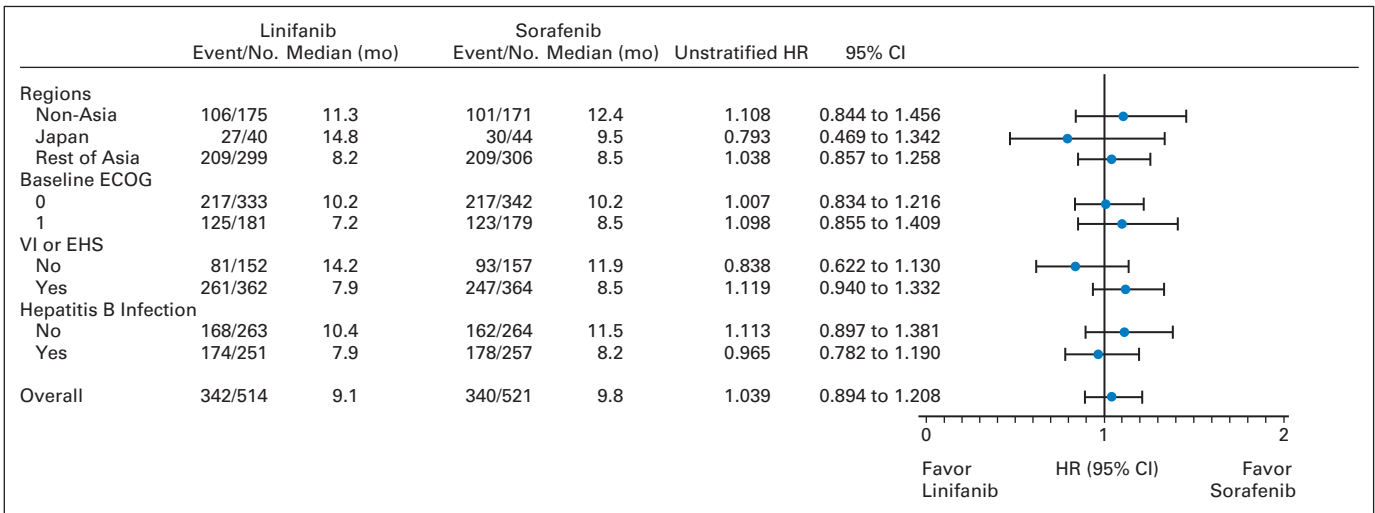 Linifanib Sorafenib
Event/No. Median (mo) Event/No. Median (mo) Unstratified HR 95% CI
Regions
Non-Asia 106/175 11.3 101/171 12.4 1.108 0.844 to 1.456
Japan 27/40 14.8 30/44 9.5 0.793 0.469 to 1.342
Rest of Asia 209/299 8.2 209/306 8.5 1.038 0.857 to 1.258
Baseline ECOG
0 217/333 10.2 217/342 10.2 1.007 0.834 to 1.216
1 125/181 7.2 123/179 8.5 1.098 0.855 to 1.409
VI or EHS
No 81/152 14.2 93/157 11.9 0.838 0.622 to 1.130
Yes 261/362 7.9 247/364 8.5 1.119 0.940 to 1.332
Hepatitis B Infection
No 168/263 10.4 162/264 11.5 1.113 0.897 to 1.381
Yes 174/251 7.9 178/257 8.2 0.965 0.782 to 1.190
Overall 342/514 9.1 340/521 9.8 1.039 0.894 to 1.208
0 1 2
Favor HR (95% CI) Favor
Linifanib Sorafenib